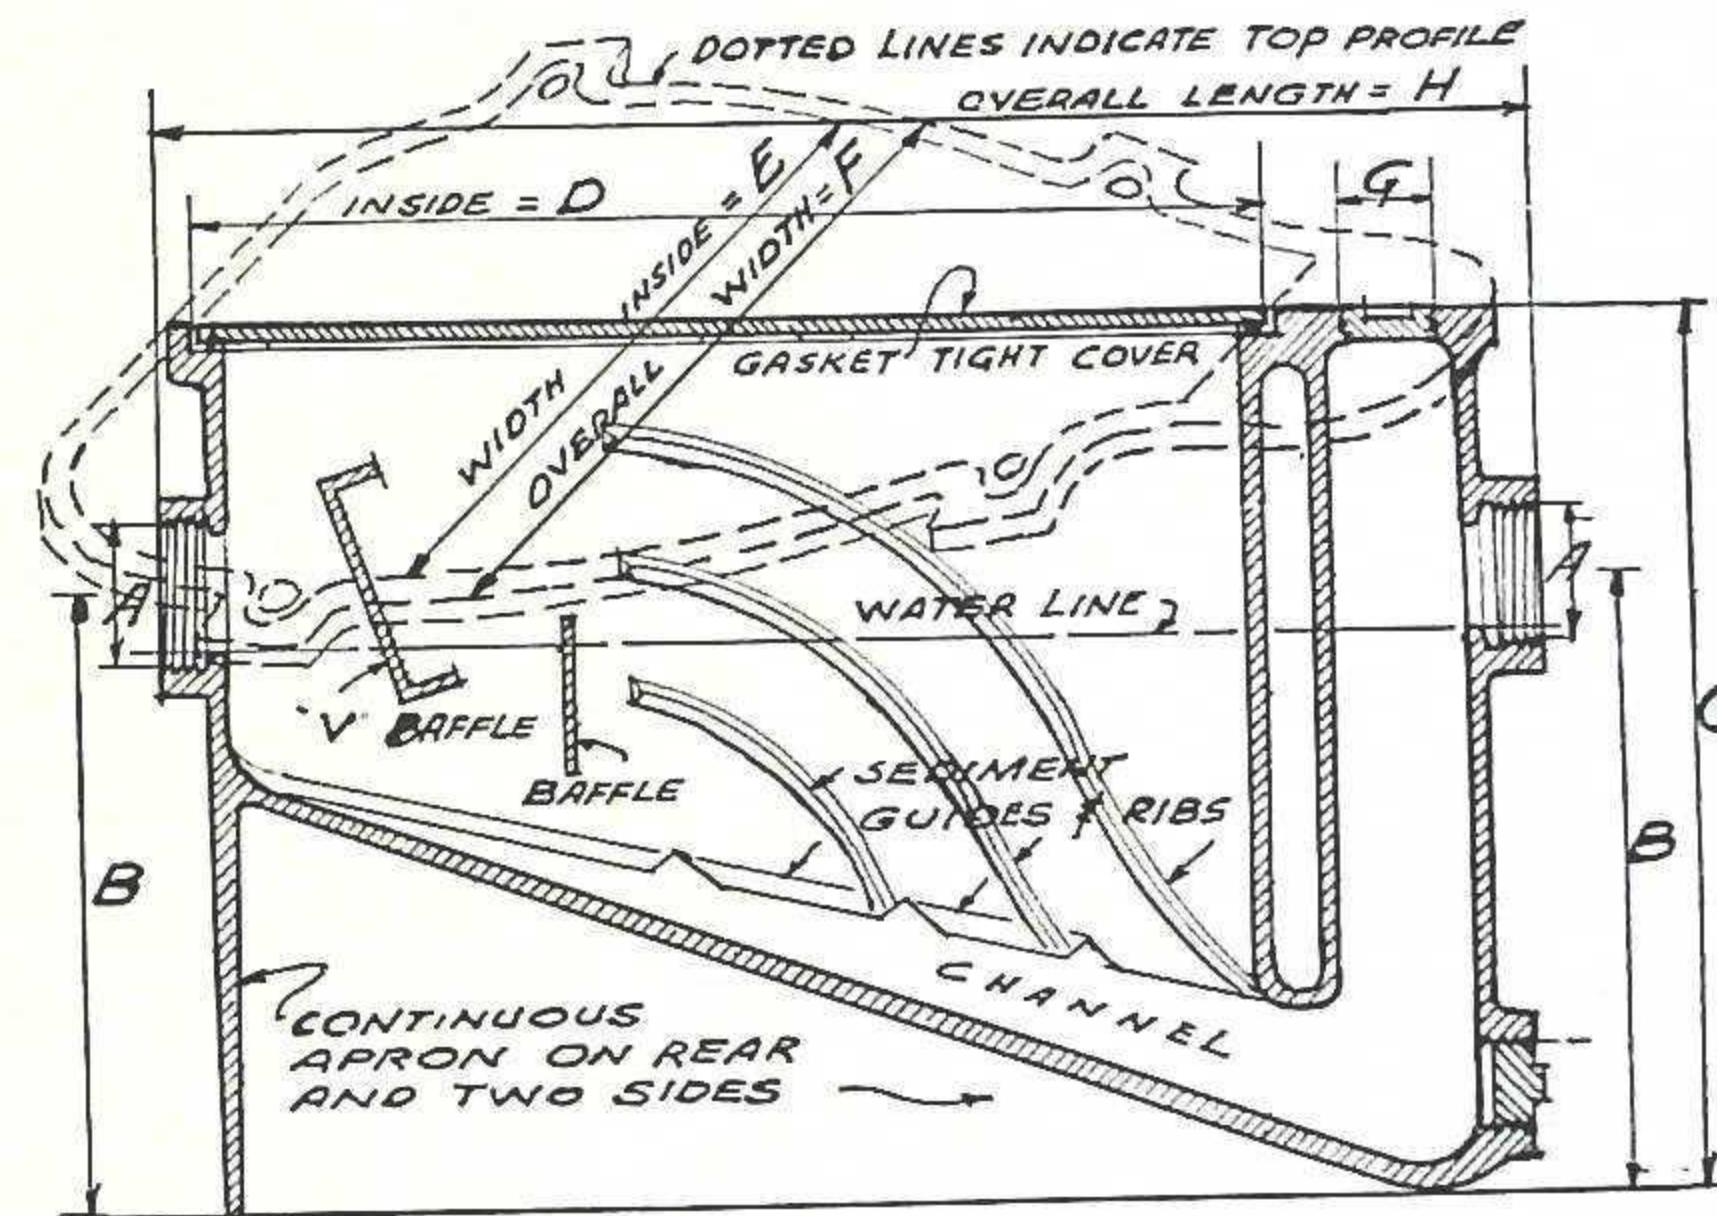 DOTTED LINES INDICATE TOP PROFILE
OVERALL LENGTH = H
INSIDE = D
G
WIDTH INSIDE = E
OVERALL WIDTH = F
GASKET TIGHT COVER
A
A
WATER LINE
"V" BAFFLE
BAFFLE
SEDIMENT
GUIDES & RIBS
B
B
CHANNEL
CONTINUOUS
APRON ON REAR
AND TWO SIDES